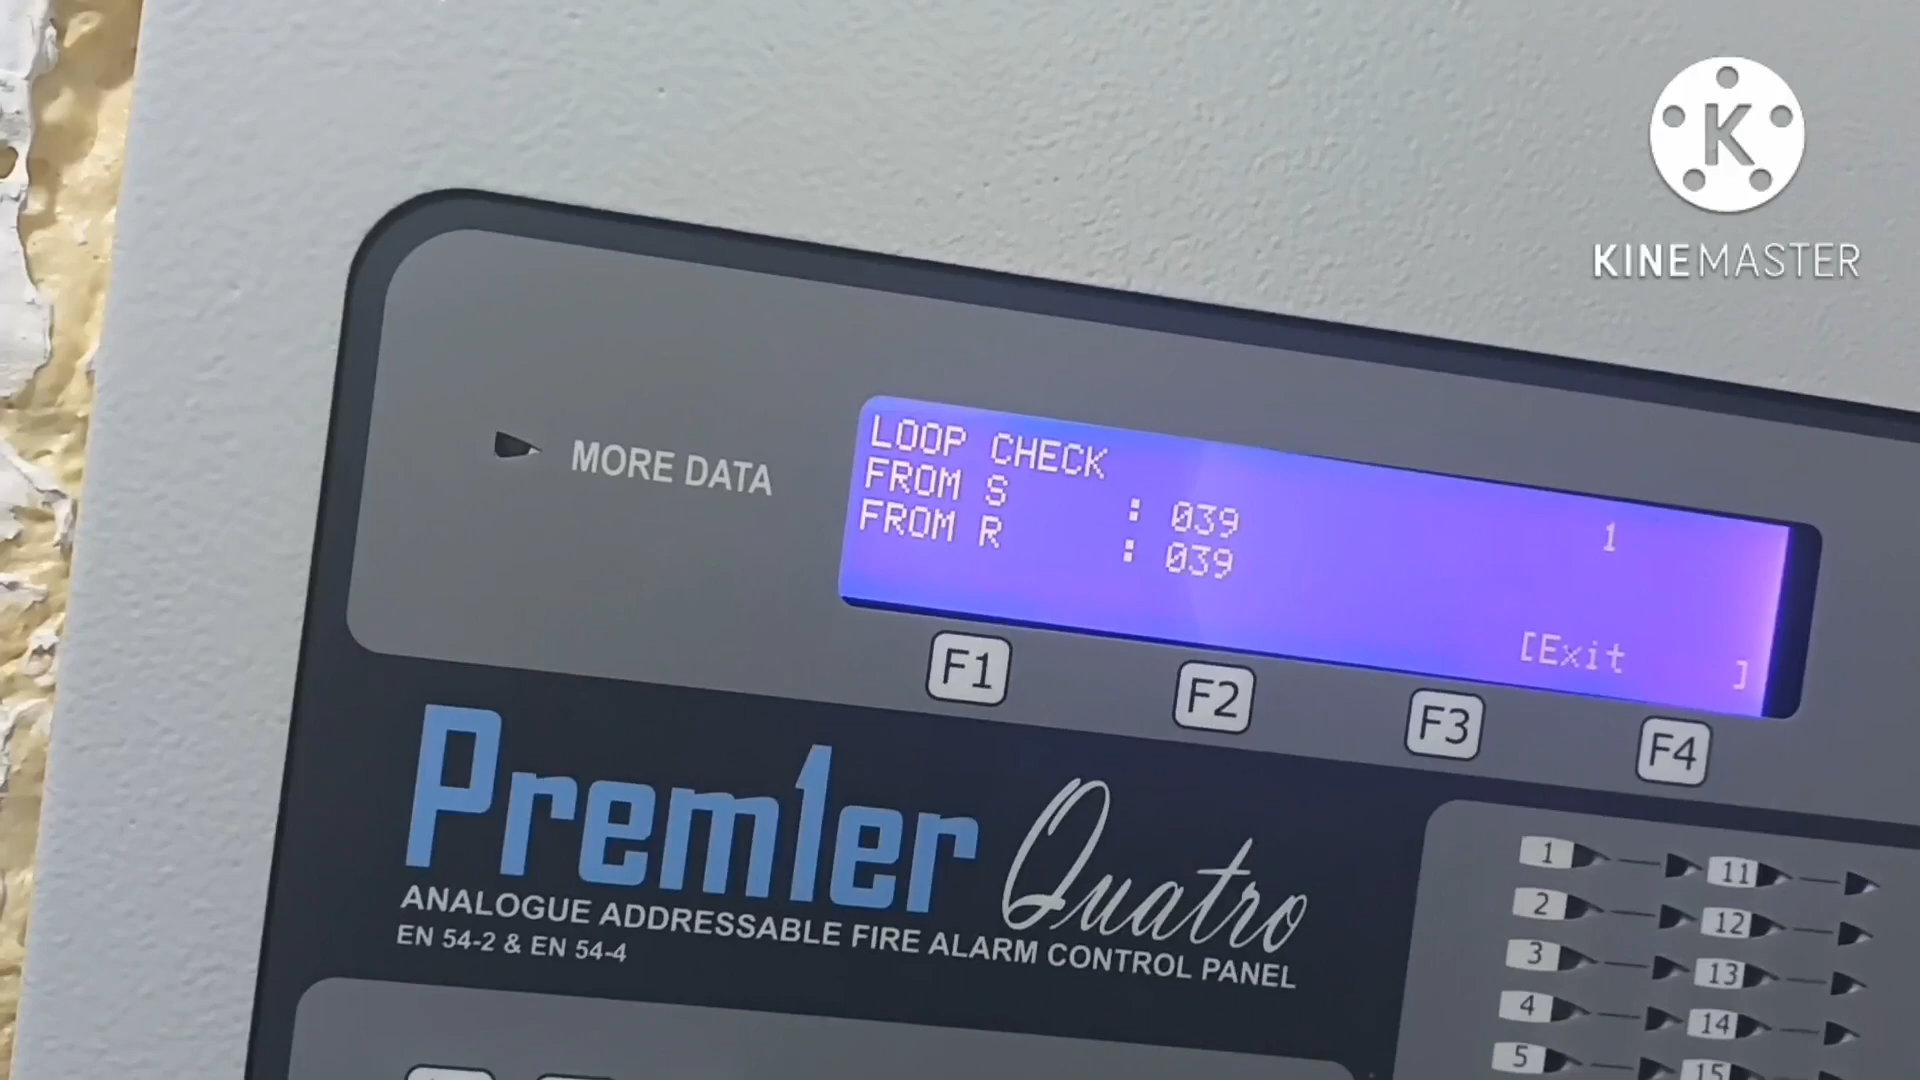 KINEMASTER
MORE DATA
LOOP CHECK 1
FROM S : 039
FROM R : 039
[Exit ]
F1 F2 F3 F4
Prem1er Quatro
ANALOGUE ADDRESSABLE FIRE ALARM CONTROL PANEL
EN 54-2 & EN 54-4
1 11
2 12
3 13
4 14
5 15